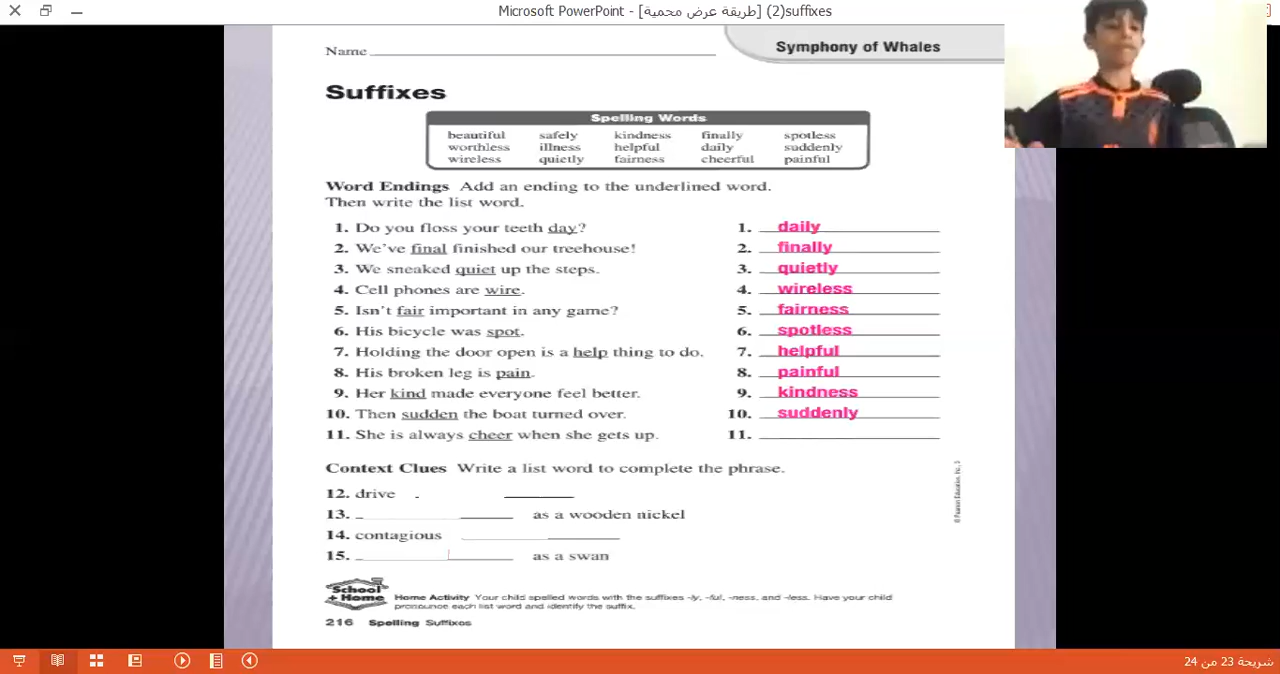 Microsoft PowerPoint - [طريقة عرض محمية] (2)suffixes
Name
Symphony of Whales
Suffixes
Spelling Words
beautiful safely kindness finally spotless
worthless illness helpful daily suddenly
wireless quietly fairness cheerful painful
Word Endings Add an ending to the underlined word.
Then write the list word.
1. Do you floss your teeth day? 1. daily
2. We've final finished our treehouse! 2. finally
3. We sneaked quiet up the steps. 3. quietly
4. Cell phones are wire. 4. wireless
5. Isn't fair important in any game? 5. fairness
6. His bicycle was spot. 6. spotless
7. Holding the door open is a help thing to do. 7. helpful
8. His broken leg is pain. 8. painful
9. Her kind made everyone feel better. 9. kindness
10. Then sudden the boat turned over. 10. suddenly
11. She is always cheer when she gets up. 11.
Context Clues Write a list word to complete the phrase.
12. drive
13. as a wooden nickel
14. contagious
15. as a swan
School + Home
Home Activity Your child spelled words with the suffixes -ly, -ful, -ness, and -less. Have your child
pronounce each list word and identify the suffix.
216 Spelling Suffixes
© Pearson Education, Inc., 3
شريحة 23 من 24